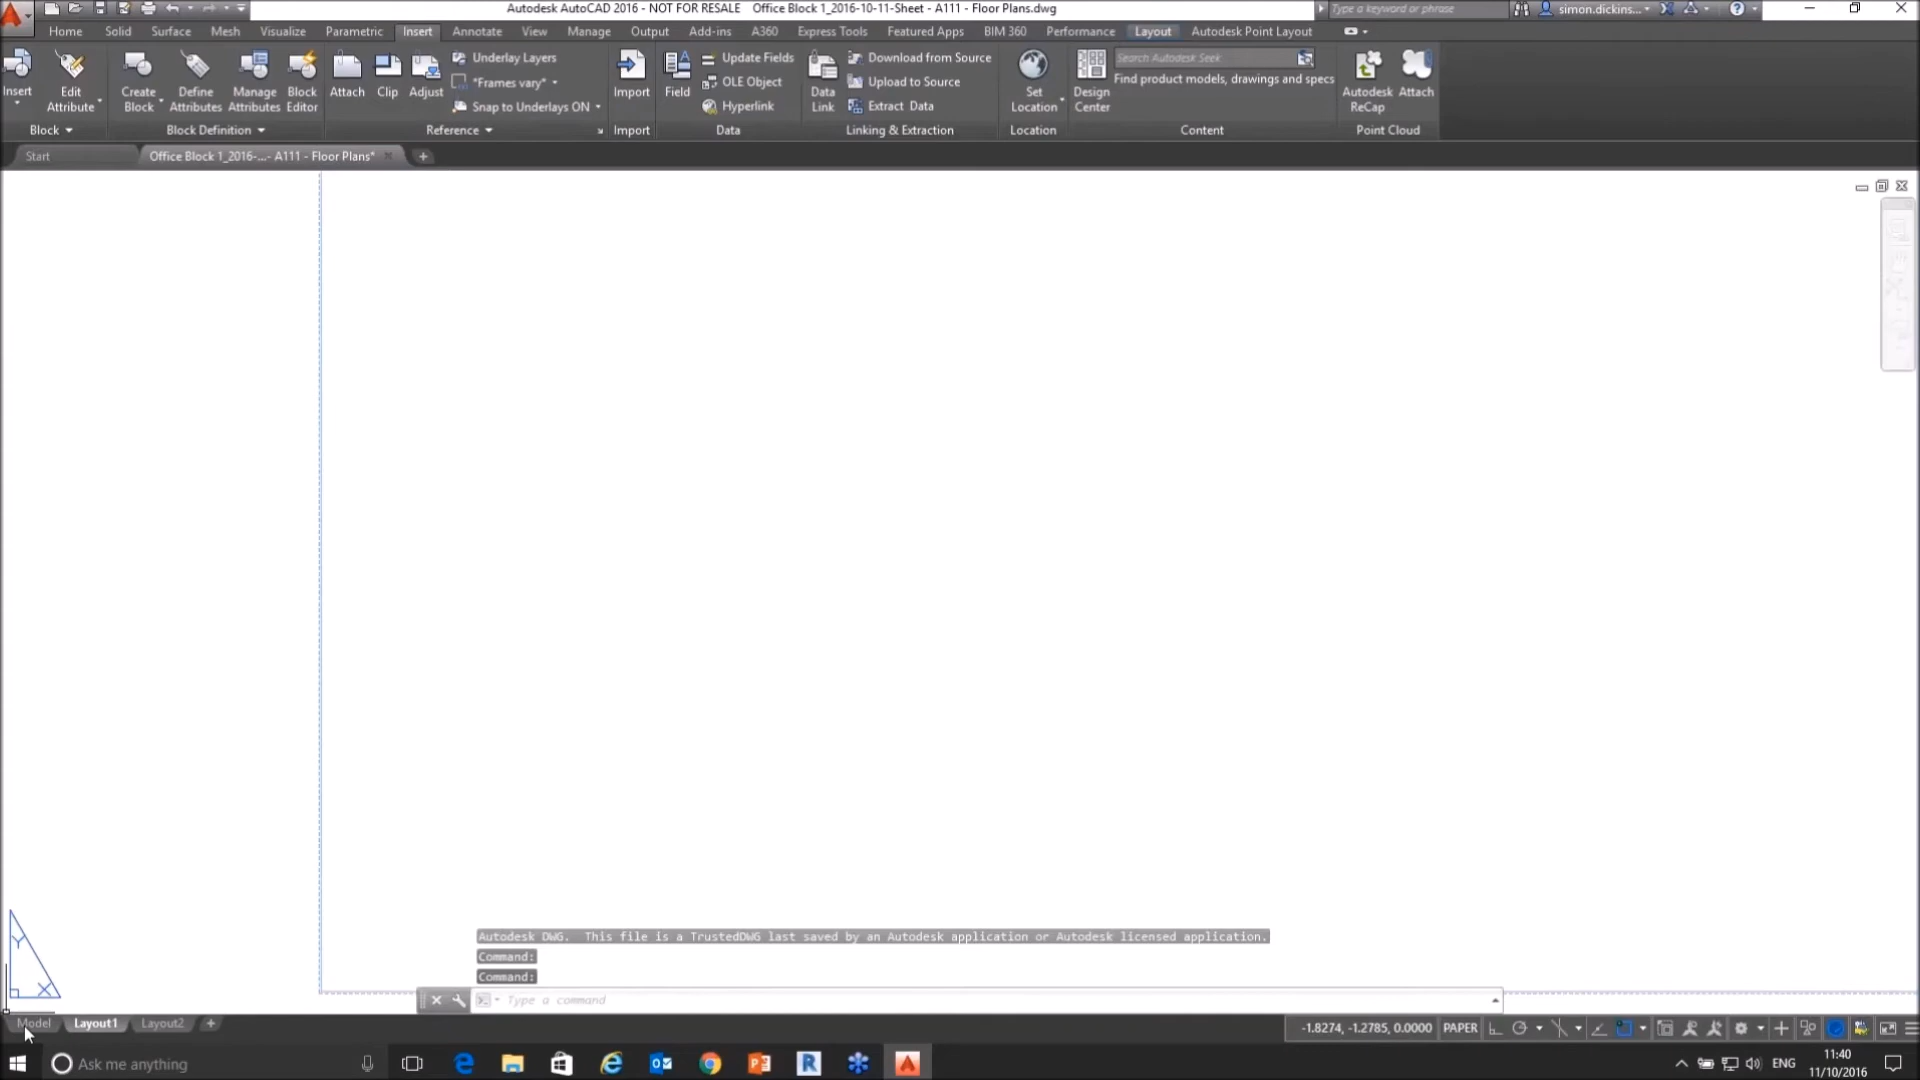 Autodesk AutoCAD 2016 - NOT FOR RESALE Office Block 1_2016-10-11-Sheet - A111 - Floor Plans.dwg
Type a keyword or phrase
simon.dickins...
Home Solid Surface Mesh Visualize Parametric Insert Annotate View Manage Output Add-ins A360 Express Tools Featured Apps BIM 360 Performance Layout Autodesk Point Layout
Insert
Edit Attribute
Create Block
Define Attributes
Manage Attributes
Block Editor
Attach
Clip
Adjust
Underlay Layers
*Frames vary*
Snap to Underlays ON
Import
Field
Update Fields
OLE Object
Hyperlink
Data Link
Download from Source
Upload to Source
Extract Data
Set Location
Design Center
Search Autodesk Seek
Find product models, drawings and specs
Autodesk ReCap
Attach
Block Block Definition Reference Import Data Linking & Extraction Location Content Point Cloud
Start Office Block 1_2016-...- A111 - Floor Plans*
Y
X
Autodesk DWG. This file is a TrustedDWG last saved by an Autodesk application or Autodesk licensed application.
Command:
Command:
Type a command
Model Layout1 Layout2 +
-1.8274, -1.2785, 0.0000 PAPER
Ask me anything
ENG
11:40
11/10/2016